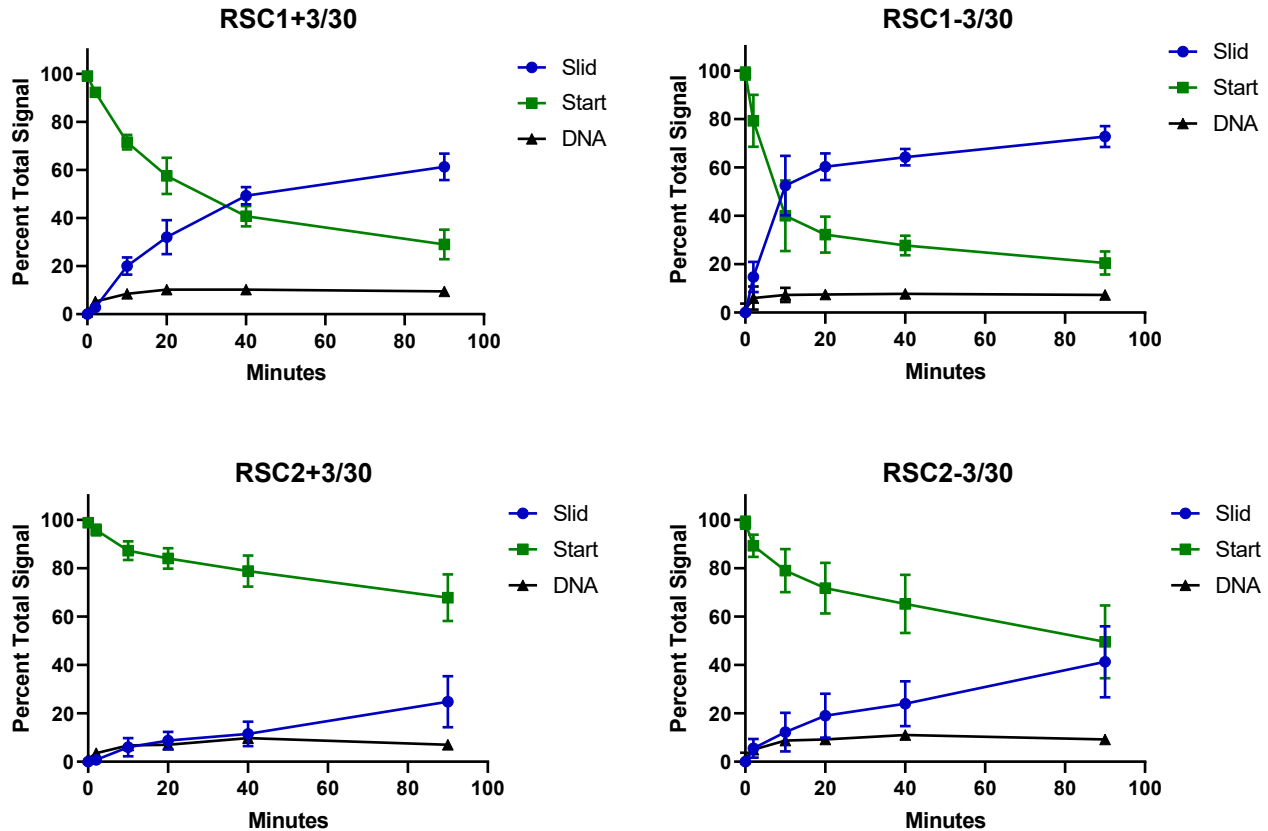 RSC1+3/30
Percent Total Signal
100
80
60
40
20
0
0 20 40 60 80 100
Minutes
Slid
Start
DNA
RSC1-3/30
Percent Total Signal
100
80
60
40
20
0
0 20 40 60 80 100
Minutes
Slid
Start
DNA
RSC2+3/30
Percent Total Signal
100
80
60
40
20
0
0 20 40 60 80 100
Minutes
Slid
Start
DNA
RSC2-3/30
Percent Total Signal
100
80
60
40
20
0
0 20 40 60 80 100
Minutes
Slid
Start
DNA